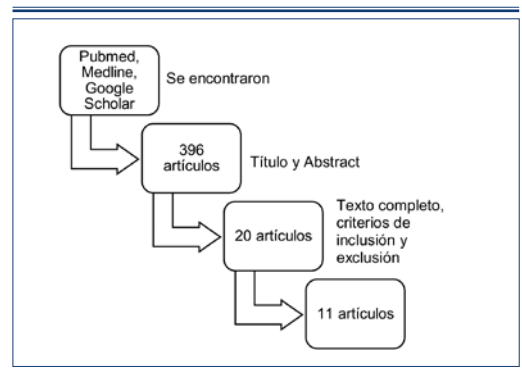 Pubmed,
Medline,
Google
Scholar
Se encontraron
396
artículos
Título y Abstract
20 artículos
Texto completo,
criterios de
inclusión y
exclusión
11 artículos